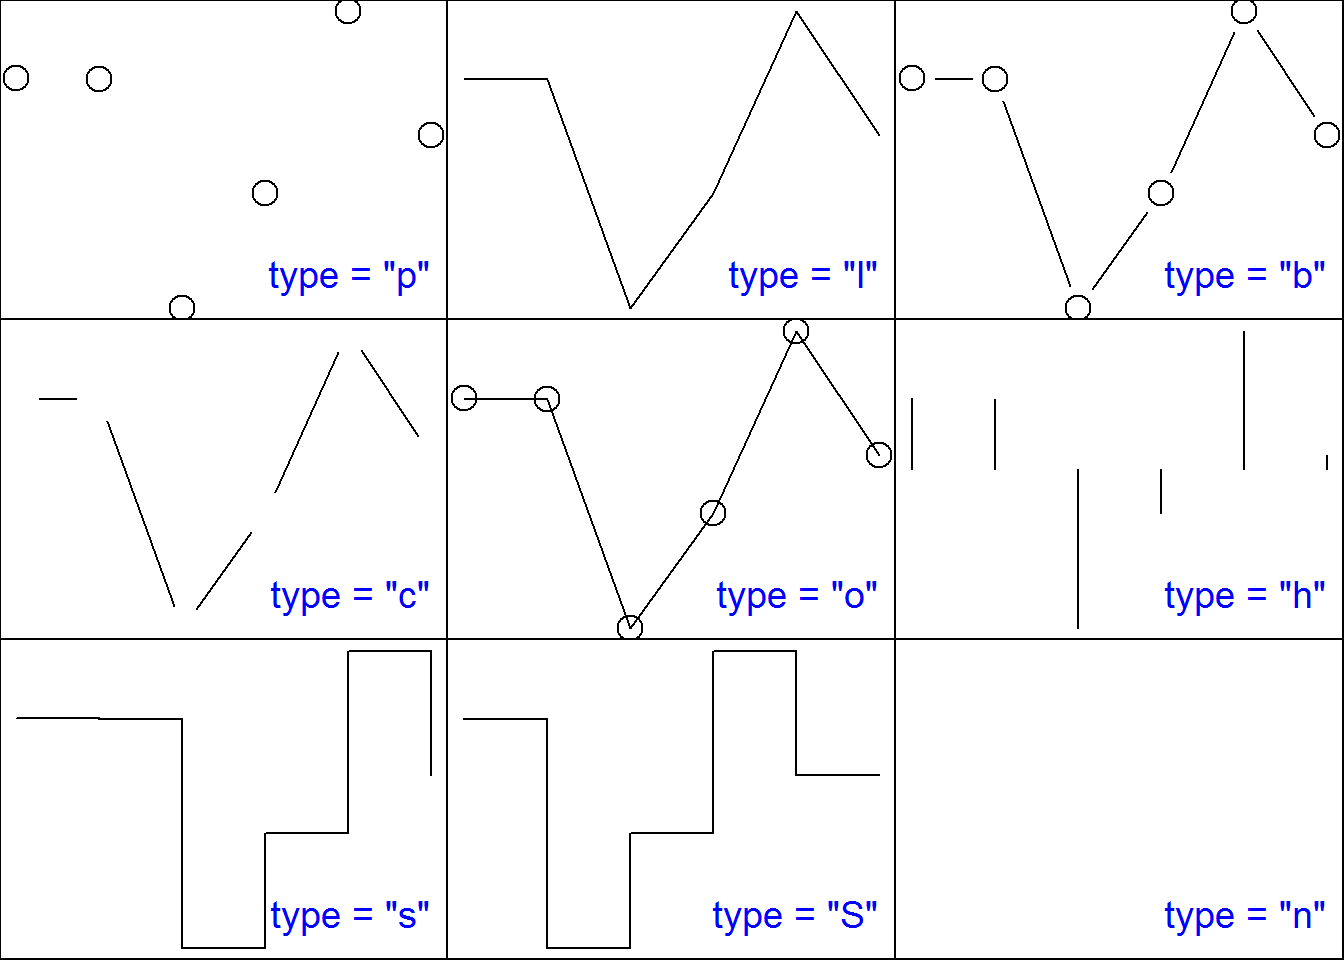 type = "p"
type = "l"
type = "b"
type = "c"
type = "o"
type = "h"
type = "s"
type = "S"
type = "n"